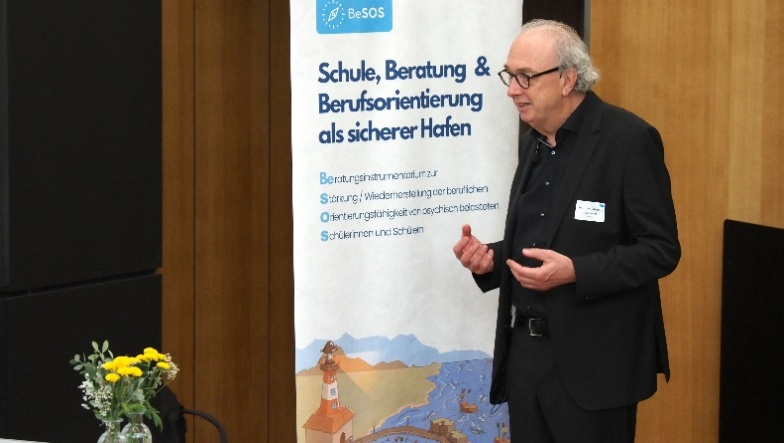 BeSOS
Schule, Beratung &
Berufsorientierung
als sicherer Hafen
Beratungsinstrumentarium zur
Stärkung / Wiederherstellung der beruflichen
Orientierungsfähigkeit von psychisch belasteten
Schülerinnen und Schülern